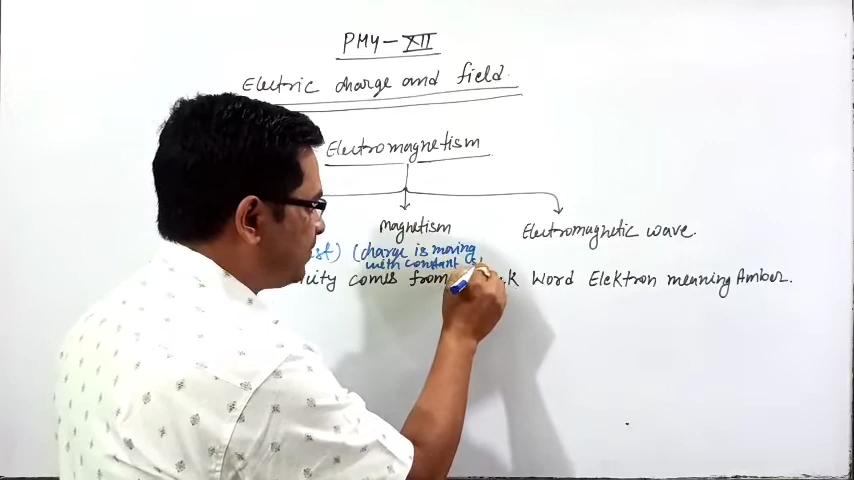 PMY-XII
Electric charge and field.
Electromagnetism
magnetism
Electromagnetic wave.
(charge is moving
with constant
comes from word Elektron meaning Amber.